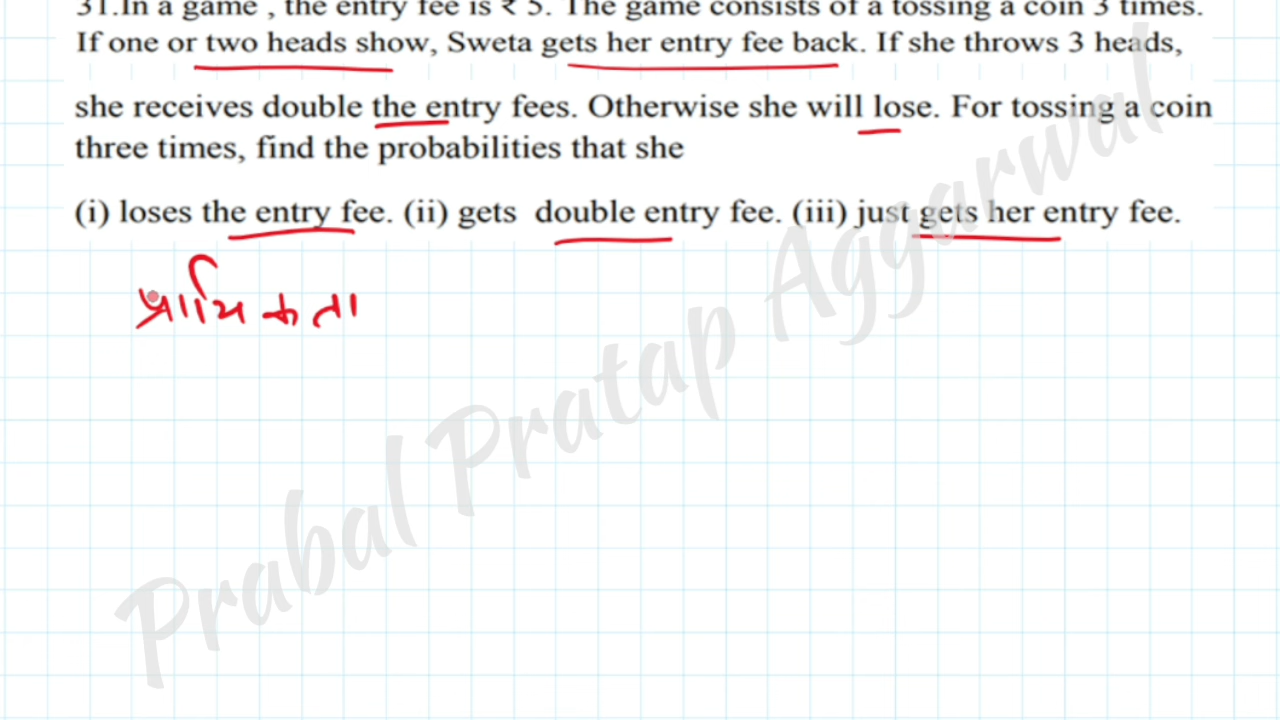 31.In a game , the entry fee is ₹ 5. The game consists of a tossing a coin 3 times.
If one or two heads show, Sweta gets her entry fee back. If she throws 3 heads,
she receives double the entry fees. Otherwise she will lose. For tossing a coin
three times, find the probabilities that she
(i) loses the entry fee. (ii) gets double entry fee. (iii) just gets her entry fee.
प्रायिकता
Prabal Pratap Aggarwal